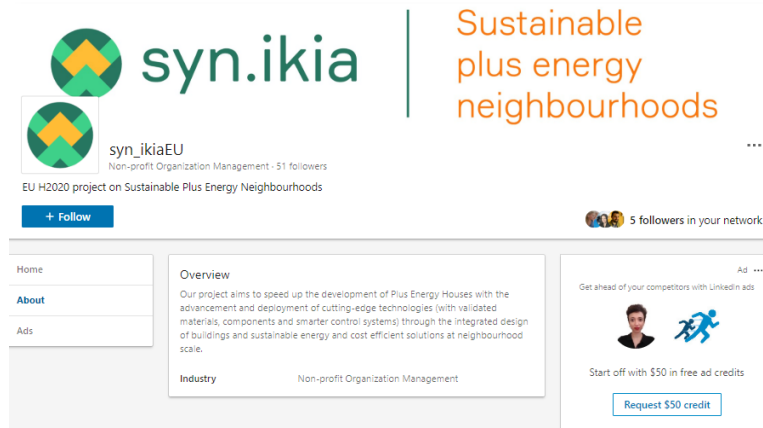 syn.ikia
Sustainable
plus energy
neighbourhoods
syn_ikiaEU
Non-profit Organization Management · 51 followers
EU H2020 project on Sustainable Plus Energy Neighbourhoods
+ Follow
5 followers in your network
Home
About
Ads
Overview
Our project aims to speed up the development of Plus Energy Houses with the
advancement and deployment of cutting-edge technologies (with validated
materials, components and smarter control systems) through the integrated design
of buildings and sustainable energy and cost efficient solutions at neighbourhood
scale.
Industry Non-profit Organization Management
Ad
Get ahead of your competitors with LinkedIn ads
Start off with $50 in free ad credits
Request $50 credit